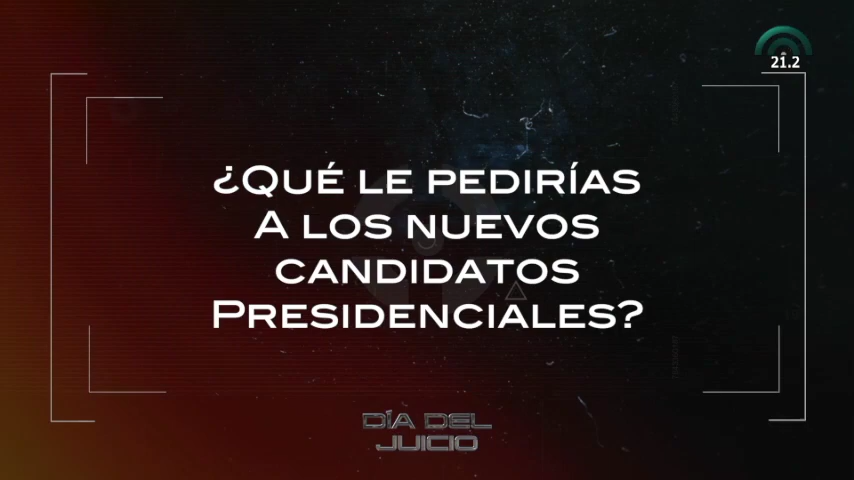 21.2
¿QUÉ LE PEDIRÍAS
A LOS NUEVOS
CANDIDATOS
PRESIDENCIALES?
DÍA DEL
JUICIO